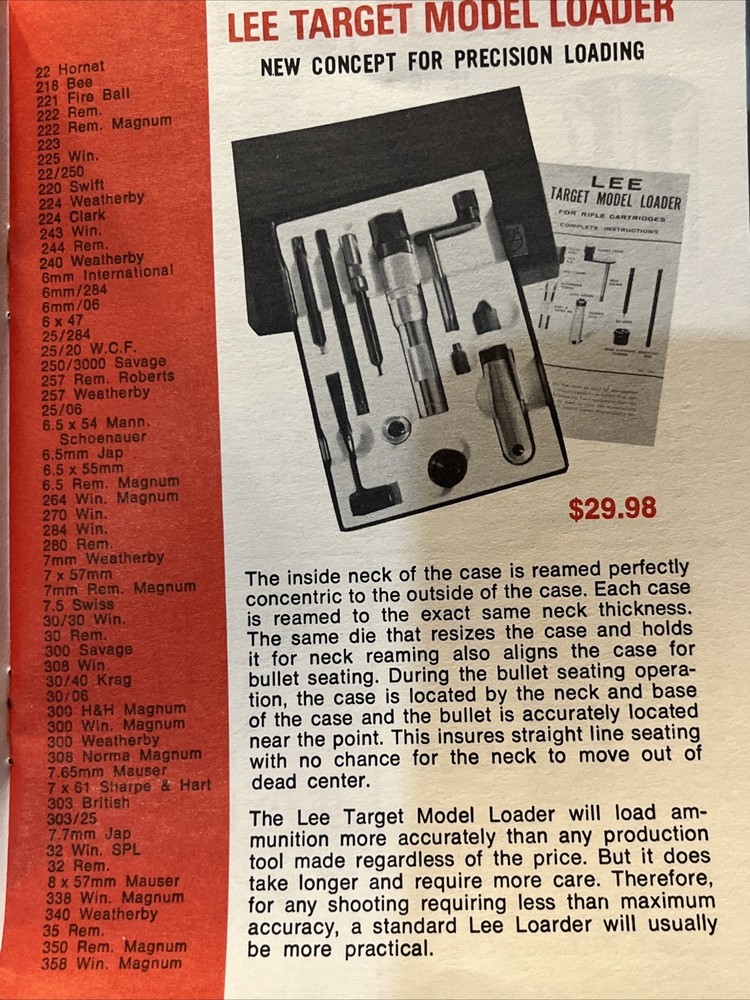 LEE TARGET MODEL LOADER
NEW CONCEPT FOR PRECISION LOADING
22 Hornet
218 Bee
221 Fire Ball
222 Rem.
222 Rem. Magnum
223
225 Win.
22/250
220 Swift
224 Weatherby
224 Clark
243 Win.
244 Rem.
240 Weatherby
6mm International
6mm/284
6mm/06
6 x 47
25/284
25/20 W.C.F.
250/3000 Savage
257 Rem. Roberts
257 Weatherby
25/06
6.5 x 54 Mann.
Schoenauer
6.5mm Jap
6.5 x 55mm
6.5 Rem. Magnum
264 Win. Magnum
270 Win.
284 Win.
280 Rem.
7mm Weatherby
7 x 57mm
7mm Rem. Magnum
7.5 Swiss
30/30 Win.
30 Rem.
300 Savage
308 Win.
30/40 Krag
30/06
300 H&H Magnum
300 Win. Magnum
300 Weatherby
308 Norma Magnum
7.65mm Mauser
7 x 61 Sharpe & Hart
303 British
303/25
7.7mm Jap
32 Win. SPL
32 Rem.
8 x 57mm Mauser
338 Win. Magnum
340 Weatherby
35 Rem.
350 Rem. Magnum
358 Win. Magnum
LEE
TARGET MODEL LOADER
FOR RIFLE CARTRIDGES
COMPLETE INSTRUCTIONS
$29.98
The inside neck of the case is reamed perfectly
concentric to the outside of the case. Each case
is reamed to the exact same neck thickness.
The same die that resizes the case and holds
it for neck reaming also aligns the case for
bullet seating. During the bullet seating opera-
tion, the case is located by the neck and base
of the case and the bullet is accurately located
near the point. This insures straight line seating
with no chance for the neck to move out of
dead center.
The Lee Target Model Loader will load am-
munition more accurately than any production
tool made regardless of the price. But it does
take longer and require more care. Therefore,
for any shooting requiring less than maximum
accuracy, a standard Lee Loarder will usually
be more practical.